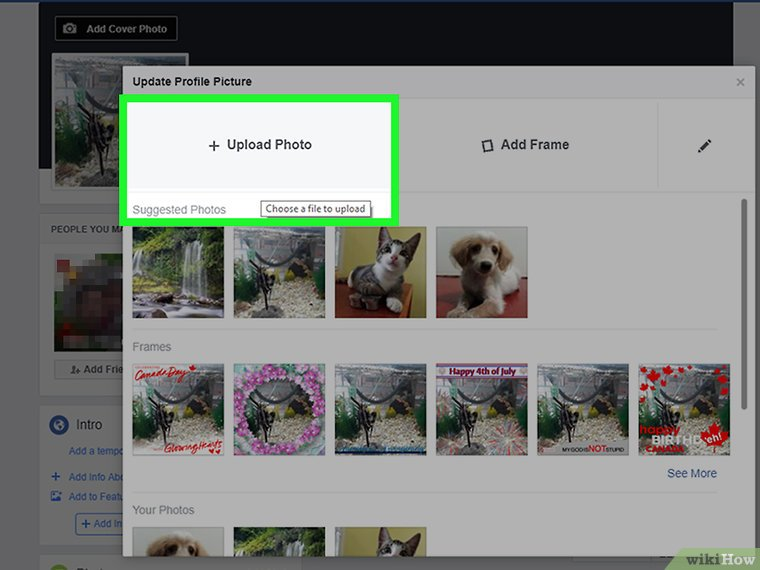 Add Cover Photo
Update Profile Picture
+ Upload Photo
Add Frame
Suggested Photos
Choose a file to upload
PEOPLE YOU MA
Add Frie
Frames
Canada Day
Glowing Hearts
Happy 4th of July
MY GOD IS NOT STUPID
happy
BIRTHD
CANADA
eh!
See More
Intro
Add a tempo
+ Add Info Abo
Add to Featu
+ Add In
Your Photos
wikiHow